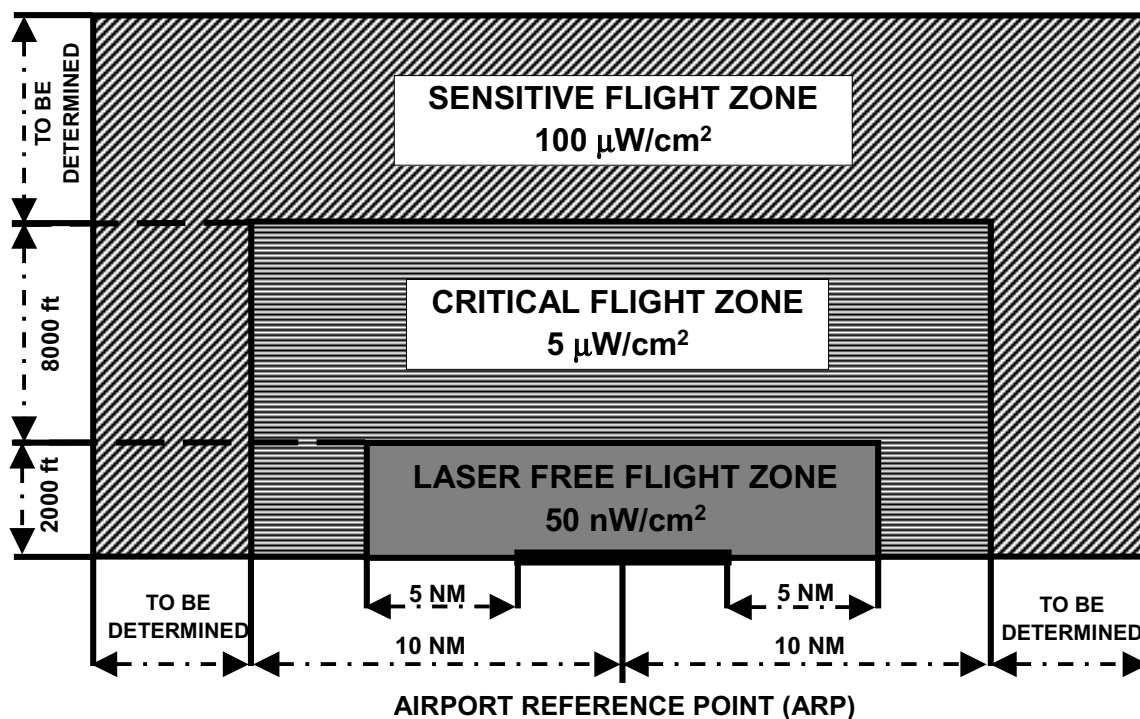 TO BE
DETERMINED
SENSITIVE FLIGHT ZONE
100 μW/cm²
8000 ft
CRITICAL FLIGHT ZONE
5 μW/cm²
2000 ft
LASER FREE FLIGHT ZONE
50 nW/cm²
5 NM
5 NM
TO BE
DETERMINED
10 NM
10 NM
TO BE
DETERMINED
AIRPORT REFERENCE POINT (ARP)